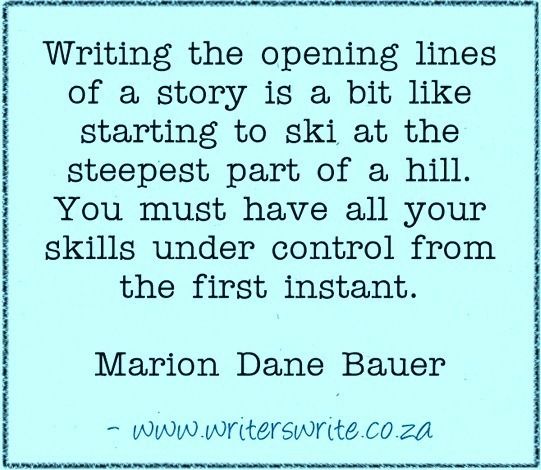 Writing the opening lines
of a story is a bit like
starting to ski at the
steepest part of a hill.
You must have all your
skills under control from
the first instant.
Marion Dane Bauer
- www.writerswrite.co.za